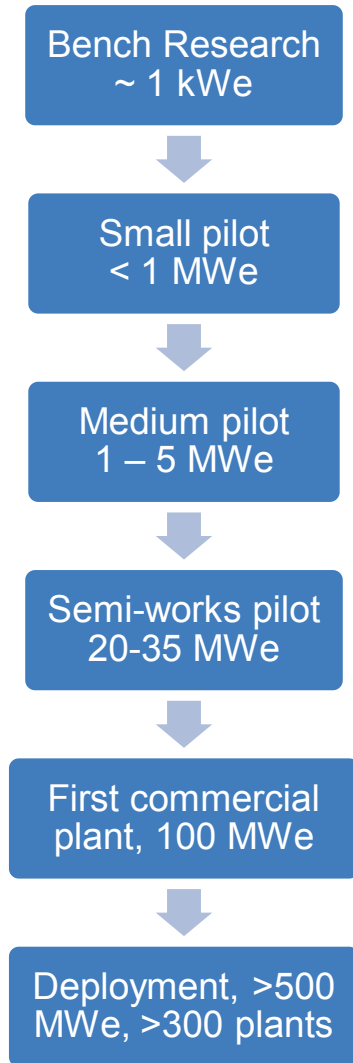 Bench Research
~ 1 kWe
Small pilot
< 1 MWe
Medium pilot
1 – 5 MWe
Semi-works pilot
20-35 MWe
First commercial
plant, 100 MWe
Deployment, >500
MWe, >300 plants